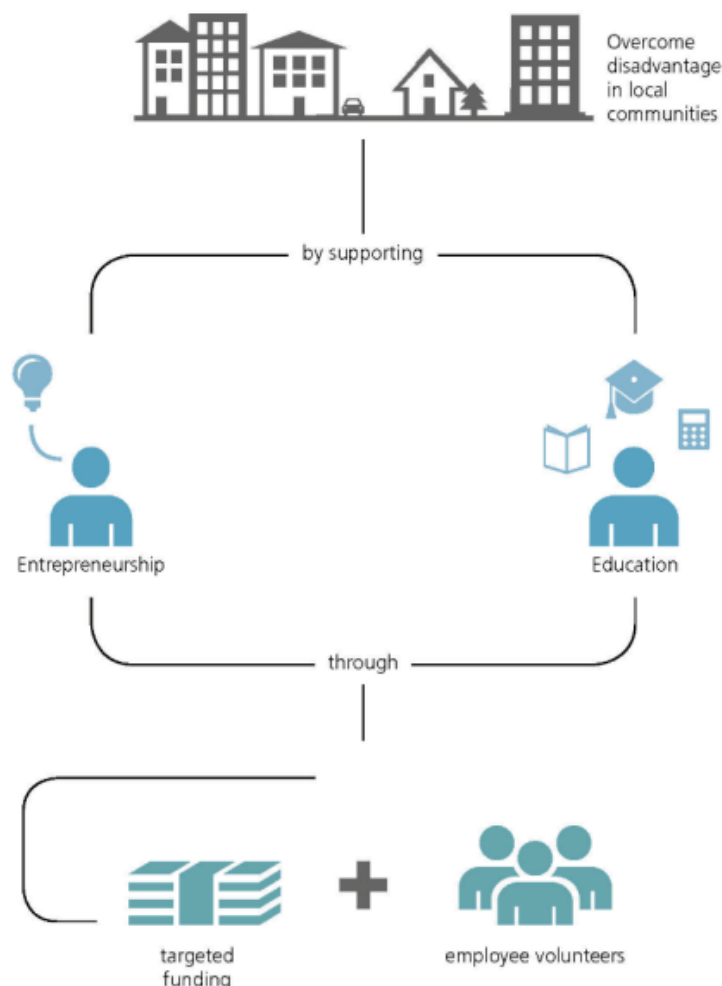 Overcome
disadvantage
in local
communities
by supporting
Entrepreneurship
Education
through
targeted
funding
employee volunteers